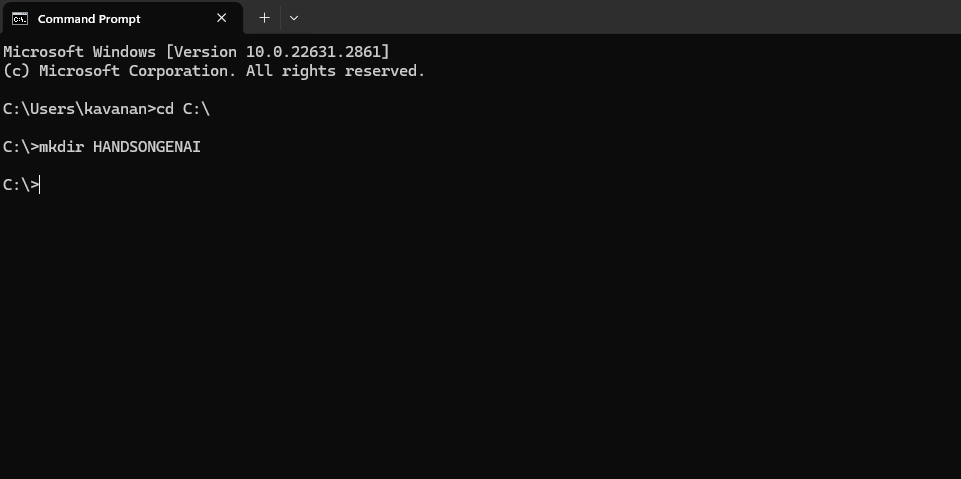 Command Prompt
Microsoft Windows [Version 10.0.22631.2861]
(c) Microsoft Corporation. All rights reserved.
C:\Users\kavanan>cd C:\
C:\>mkdir HANDSONGENAI
C:\>